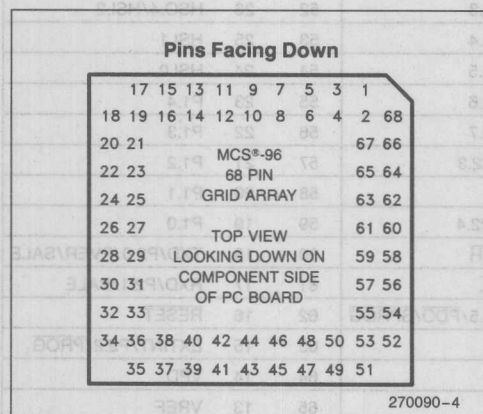 Pins Facing Down
17 15 13 11 9 7 5 3 1
18 19 16 14 12 10 8 6 4 2 68
20 21 67 66
MCS®-96
22 23 68 PIN 65 64
24 25 GRID ARRAY 63 62
26 27 61 60
TOP VIEW
28 29 LOOKING DOWN ON 59 58
COMPONENT SIDE
30 31 57 56
OF PC BOARD
32 33 55 54
34 36 38 40 42 44 46 48 50 53 52
35 37 39 41 43 45 47 49 51
270090-4